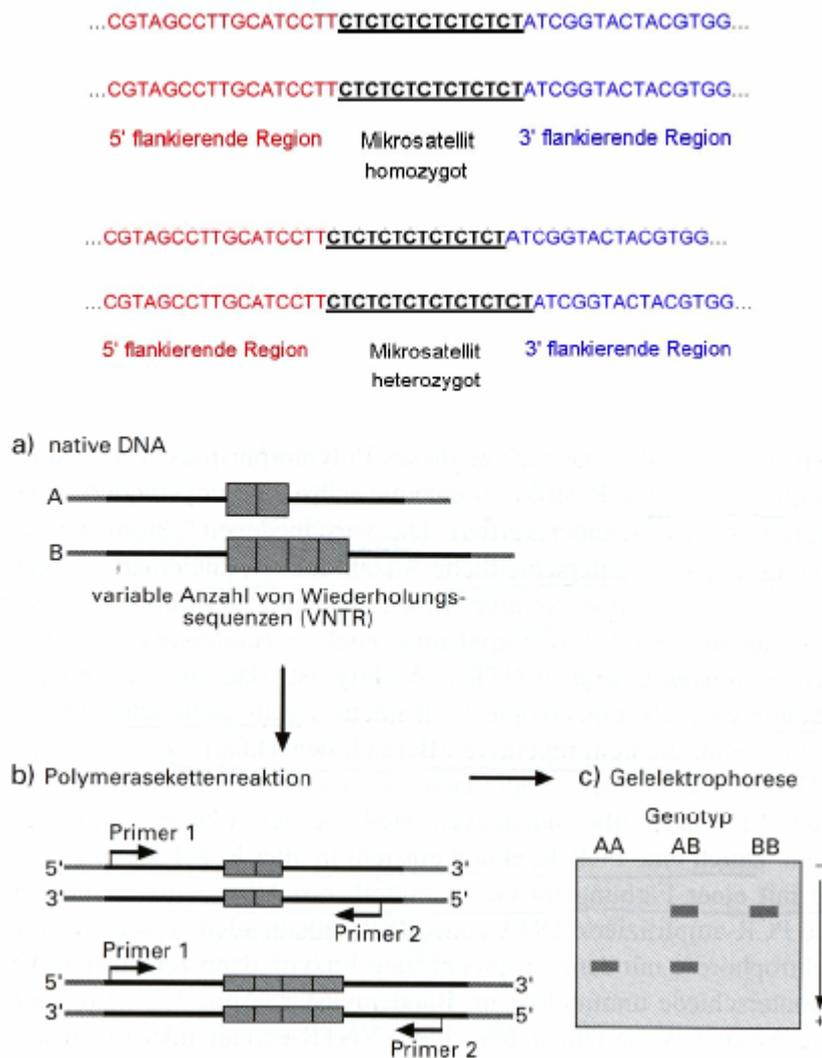 ...CGTAGCCTTGCATCCTTCTCTCTCTCTCTCTATCGGTACTACGTGG...
...CGTAGCCTTGCATCCTTCTCTCTCTCTCTCTATCGGTACTACGTGG...
5' flankierende Region Mikrosatellit 3' flankierende Region
homozygot
...CGTAGCCTTGCATCCTTCTCTCTCTCTCTCTATCGGTACTACGTGG...
...CGTAGCCTTGCATCCTTCTCTCTCTCTCTCTCTATCGGTACTACGTGG...
5' flankierende Region Mikrosatellit 3' flankierende Region
heterozygot
a) native DNA
A
B
variable Anzahl von Wiederholungs-
sequenzen (VNTR)
b) Polymerasekettenreaktion
Primer 1
5' 3'
3' 5'
Primer 2
Primer 1
5' 3'
3' 5'
Primer 2
c) Gelelektrophorese
Genotyp
AA AB BB
−
+